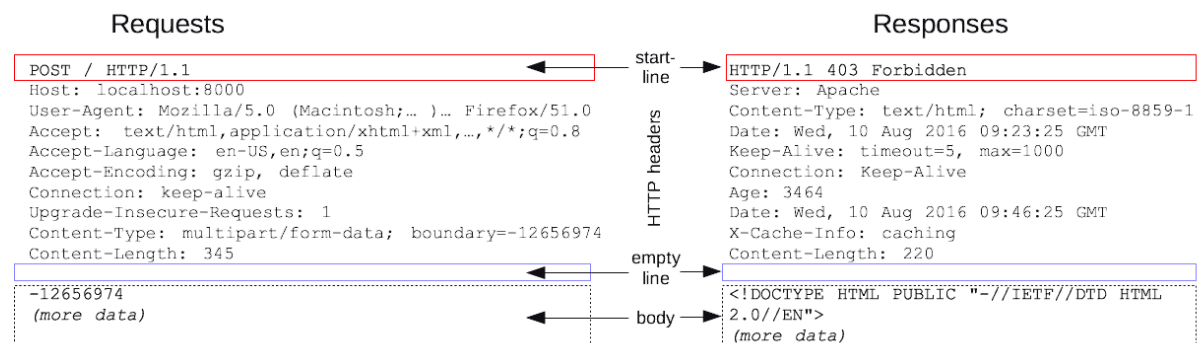 Requests
POST / HTTP/1.1
Host: localhost:8000
User-Agent: Mozilla/5.0 (Macintosh;… )… Firefox/51.0
Accept: text/html,application/xhtml+xml,…,*/*;q=0.8
Accept-Language: en-US,en;q=0.5
Accept-Encoding: gzip, deflate
Connection: keep-alive
Upgrade-Insecure-Requests: 1
Content-Type: multipart/form-data; boundary=-12656974
Content-Length: 345
-12656974
(more data)
start-
line
HTTP headers
empty
line
body
Responses
HTTP/1.1 403 Forbidden
Server: Apache
Content-Type: text/html; charset=iso-8859-1
Date: Wed, 10 Aug 2016 09:23:25 GMT
Keep-Alive: timeout=5, max=1000
Connection: Keep-Alive
Age: 3464
Date: Wed, 10 Aug 2016 09:46:25 GMT
X-Cache-Info: caching
Content-Length: 220
<!DOCTYPE HTML PUBLIC "-//IETF//DTD HTML
2.0//EN">
(more data)